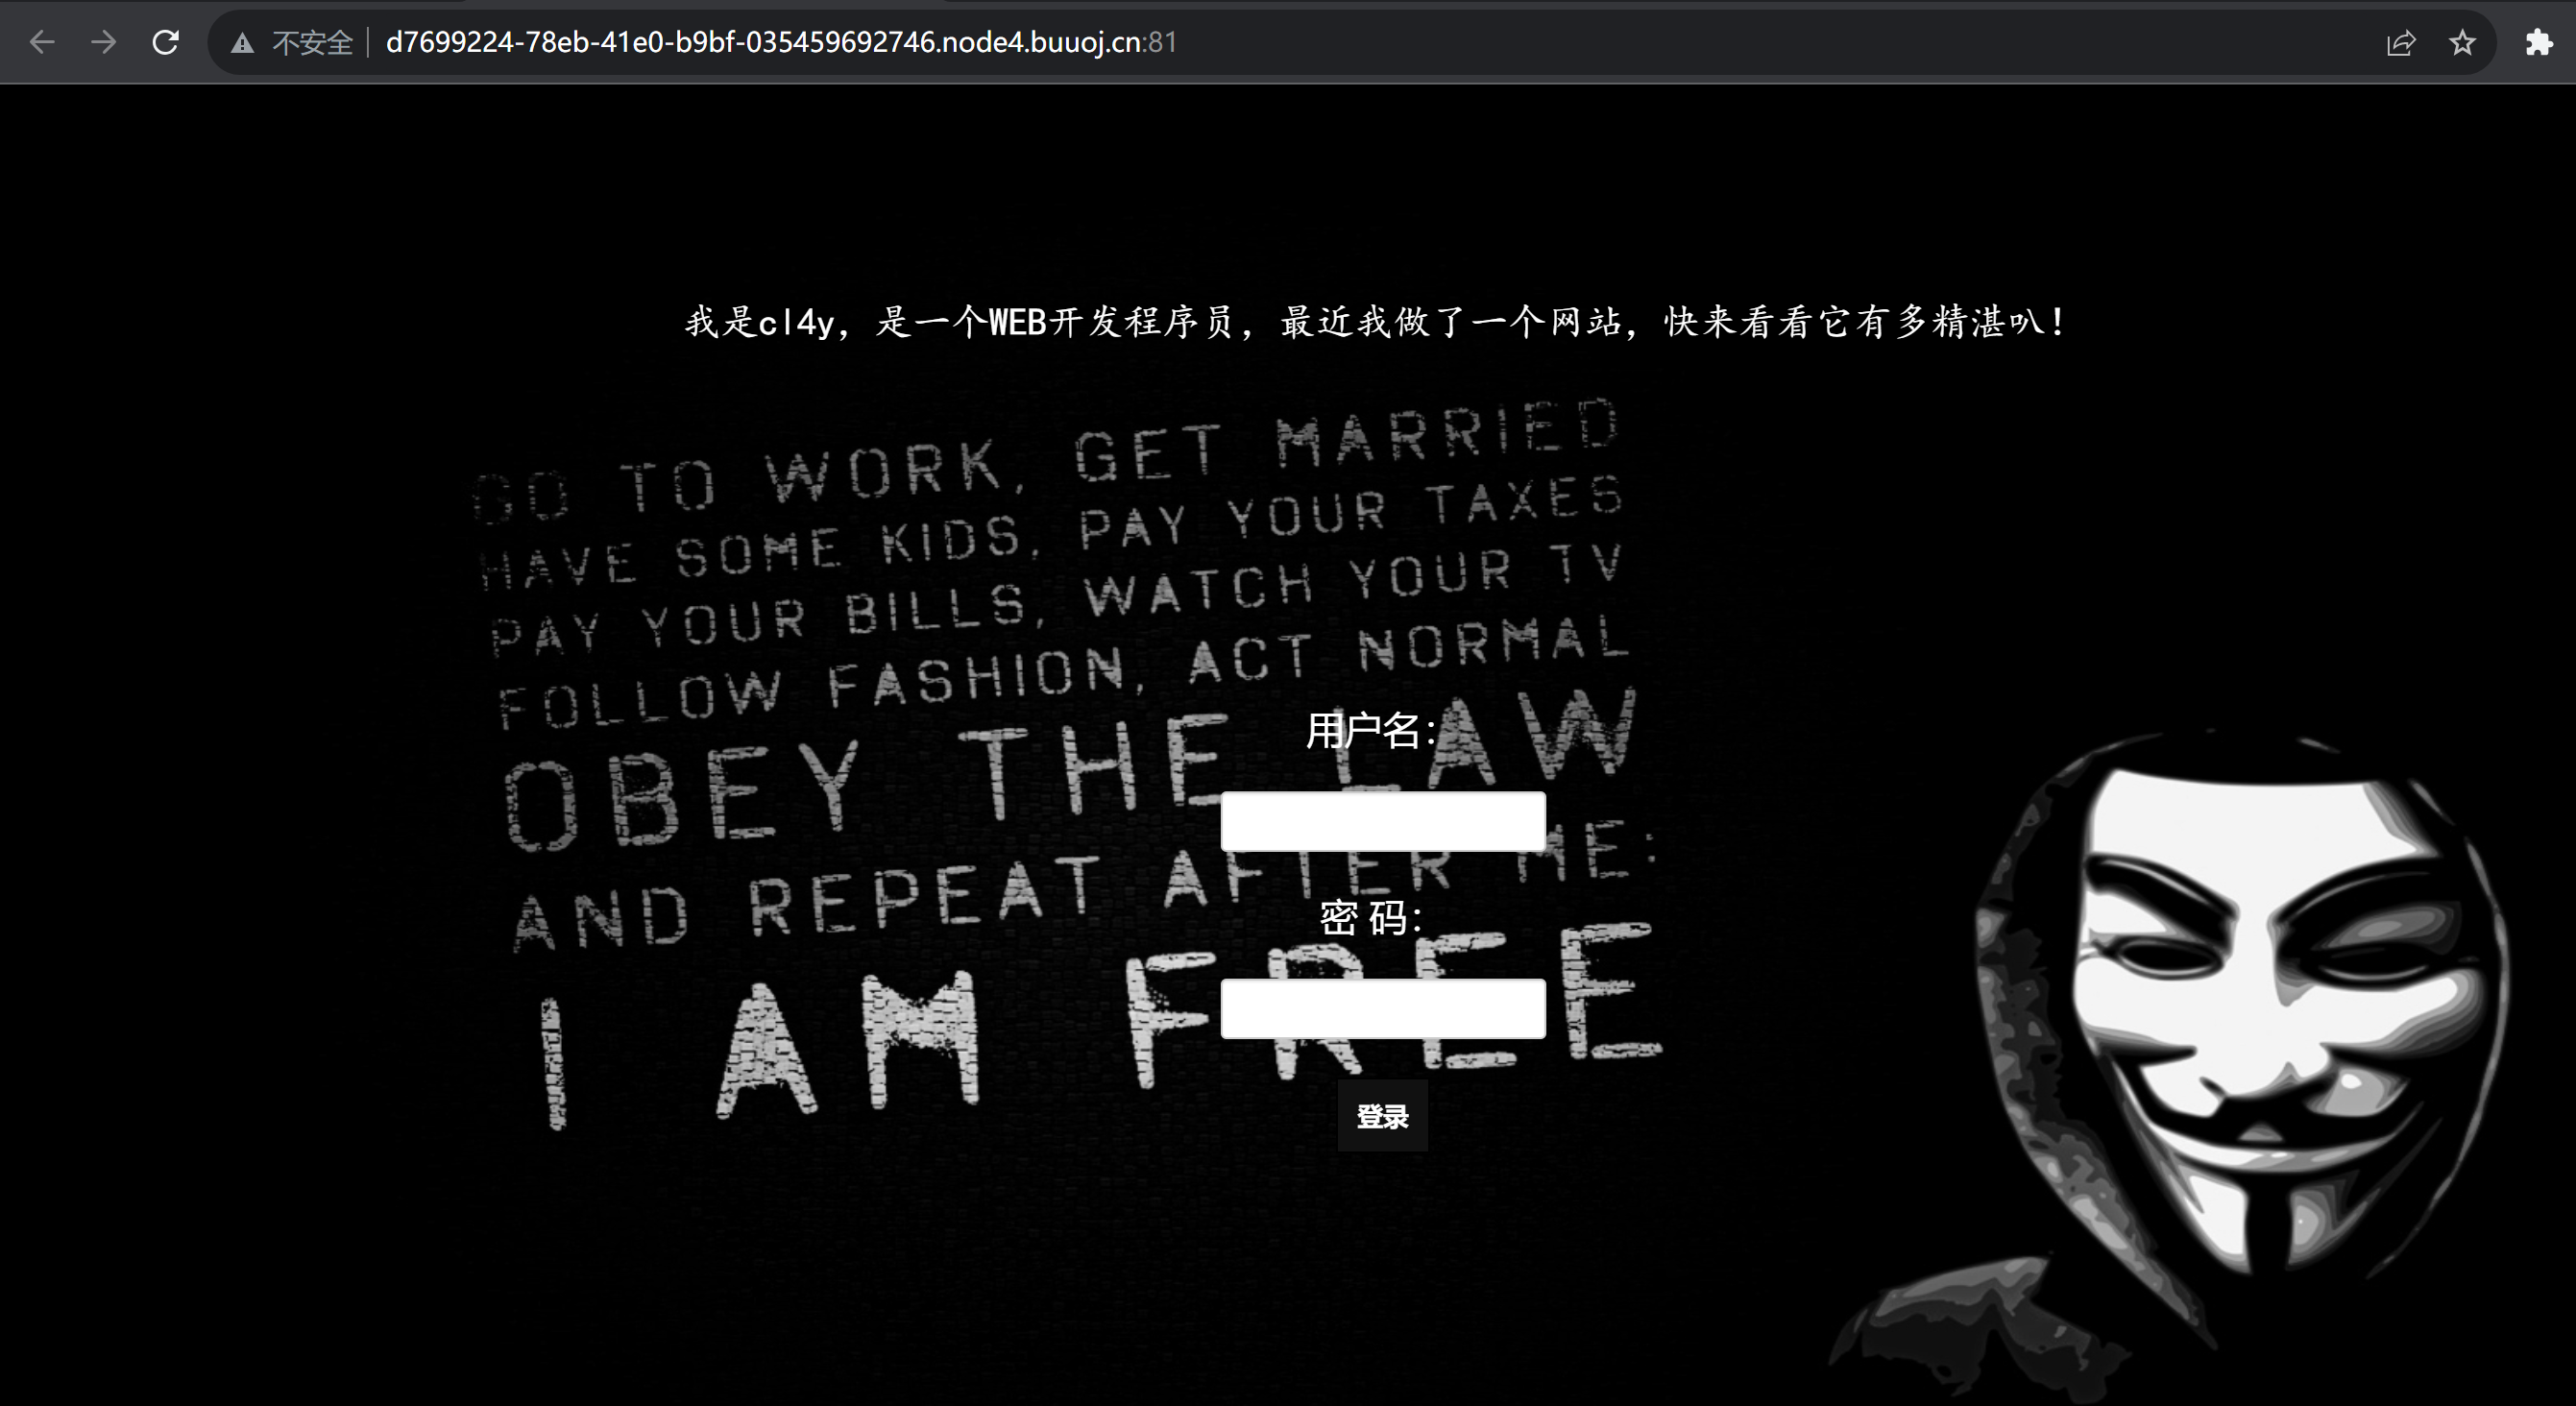 不安全 d7699224-78eb-41e0-b9bf-035459692746.node4.buuoj.cn:81
我是cl4y，是一个WEB开发程序员，最近我做了一个网站，快来看看它有多精湛叭！
GO TO WORK, GET MARRIED
HAVE SOME KIDS, PAY YOUR TAXES
PAY YOUR BILLS, WATCH YOUR TV
FOLLOW FASHION, ACT NORMAL
OBEY THE LAW
AND REPEAT AFTER ME:
I AM FREE
用户名:
密 码:
登录